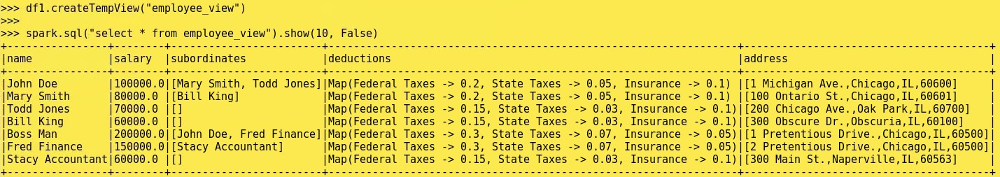 >>> df1.createTempView("employee_view")
>>>
>>> spark.sql("select * from employee_view").show(10, False)
+----------------+--------+------------------------+---------------------------------------------------------------+--------------------------------------+
|name            |salary  |subordinates            |deductions                                                     |address                               |
+----------------+--------+------------------------+---------------------------------------------------------------+--------------------------------------+
|John Doe        |100000.0|[Mary Smith, Todd Jones]|Map(Federal Taxes -> 0.2, State Taxes -> 0.05, Insurance -> 0.1) |[1 Michigan Ave.,Chicago,IL,60600]     |
|Mary Smith      |80000.0 |[Bill King]             |Map(Federal Taxes -> 0.2, State Taxes -> 0.05, Insurance -> 0.1) |[100 Ontario St.,Chicago,IL,60601]     |
|Todd Jones      |70000.0 |[]                      |Map(Federal Taxes -> 0.15, State Taxes -> 0.03, Insurance -> 0.1)|[200 Chicago Ave.,Oak Park,IL,60700]   |
|Bill King       |60000.0 |[]                      |Map(Federal Taxes -> 0.15, State Taxes -> 0.03, Insurance -> 0.1)|[300 Obscure Dr.,Obscuria,IL,60100]    |
|Boss Man        |200000.0|[John Doe, Fred Finance]|Map(Federal Taxes -> 0.3, State Taxes -> 0.07, Insurance -> 0.05)|[1 Pretentious Drive.,Chicago,IL,60500]|
|Fred Finance    |150000.0|[Stacy Accountant]      |Map(Federal Taxes -> 0.3, State Taxes -> 0.07, Insurance -> 0.05)|[2 Pretentious Drive.,Chicago,IL,60500]|
|Stacy Accountant|60000.0 |[]                      |Map(Federal Taxes -> 0.15, State Taxes -> 0.03, Insurance -> 0.1)|[300 Main St.,Naperville,IL,60563]     |
+----------------+--------+------------------------+---------------------------------------------------------------+--------------------------------------+